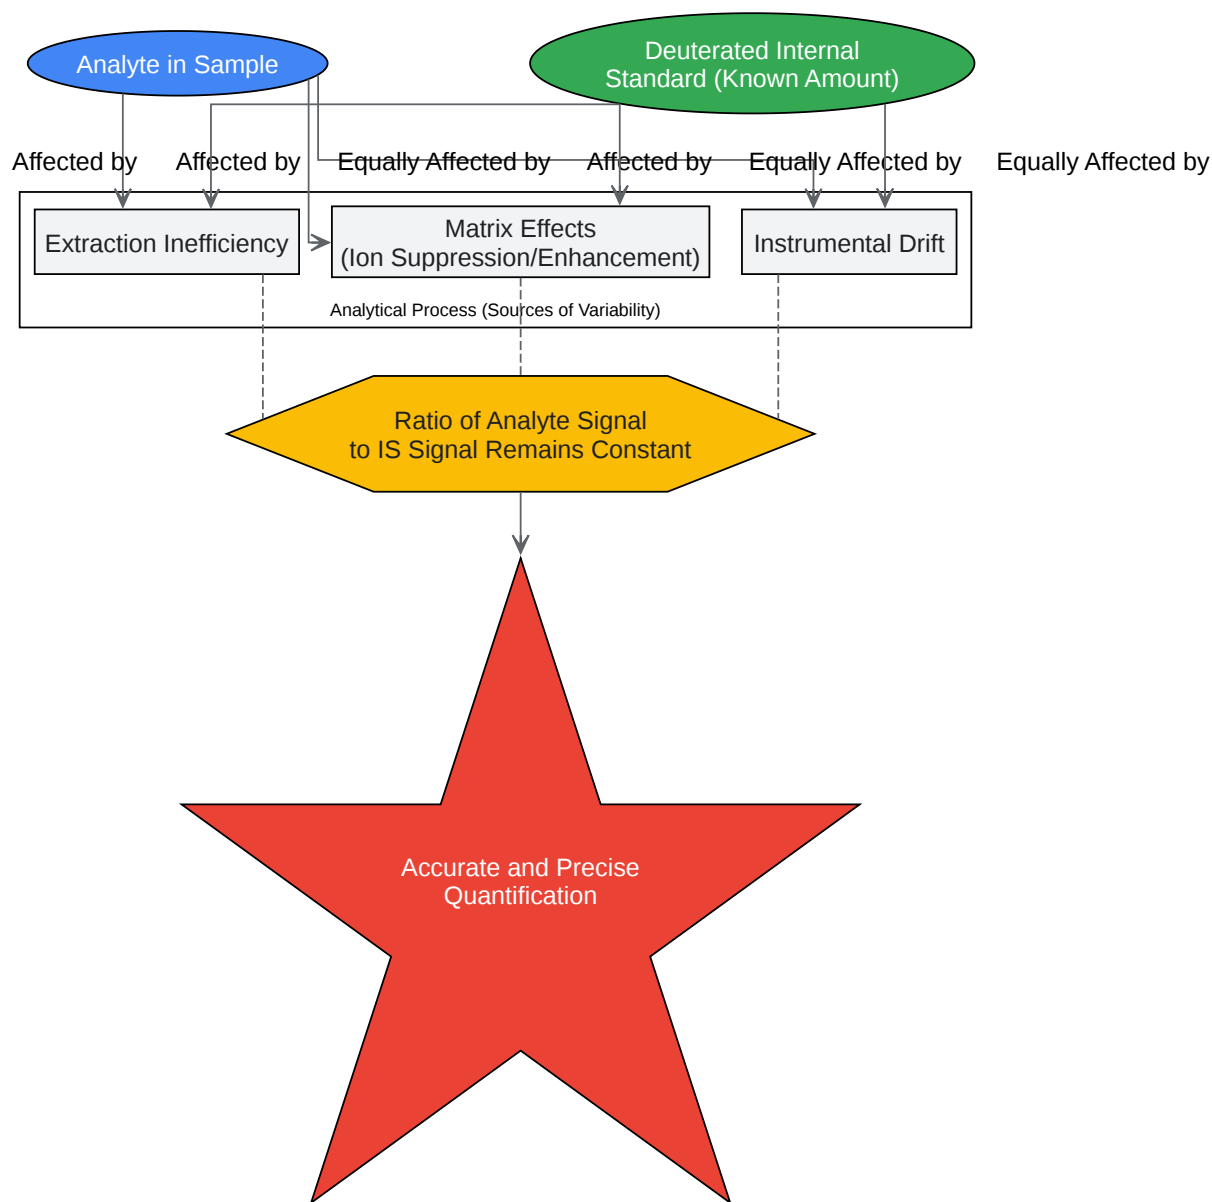 Analyte in Sample
Deuterated Internal
Standard (Known Amount)
Affected by
Affected by
Equally Affected by
Affected by
Equally Affected by
Equally Affected by
Extraction Inefficiency
Matrix Effects
(Ion Suppression/Enhancement)
Instrumental Drift
Analytical Process (Sources of Variability)
Ratio of Analyte Signal
to IS Signal Remains Constant
Accurate and Precise
Quantification